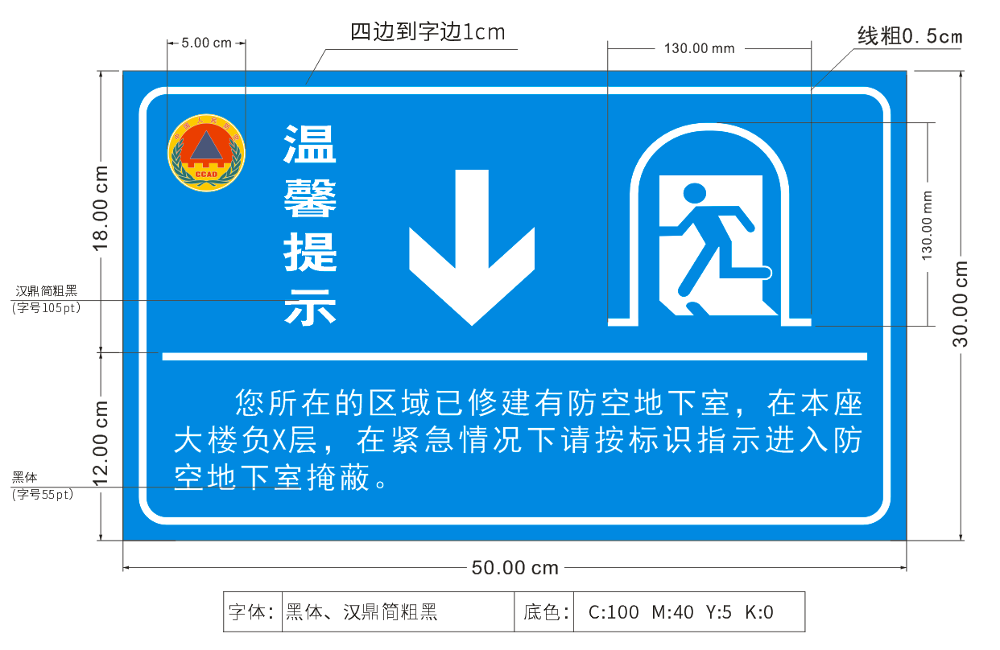 四边到字边1cm
线粗0.5cm
5.00 cm
130.00 mm
中国人民防空
CCAD
温
馨
提
示
18.00 cm
130.00 mm
30.00 cm
汉鼎简粗黑
(字号105pt)
您所在的区域已修建有防空地下室，在本座
大楼负X层，在紧急情况下请按标识指示进入防
空地下室掩蔽。
12.00 cm
黑体
(字号55pt)
50.00 cm
字体：黑体、汉鼎简粗黑 底色：C:100 M:40 Y:5 K:0